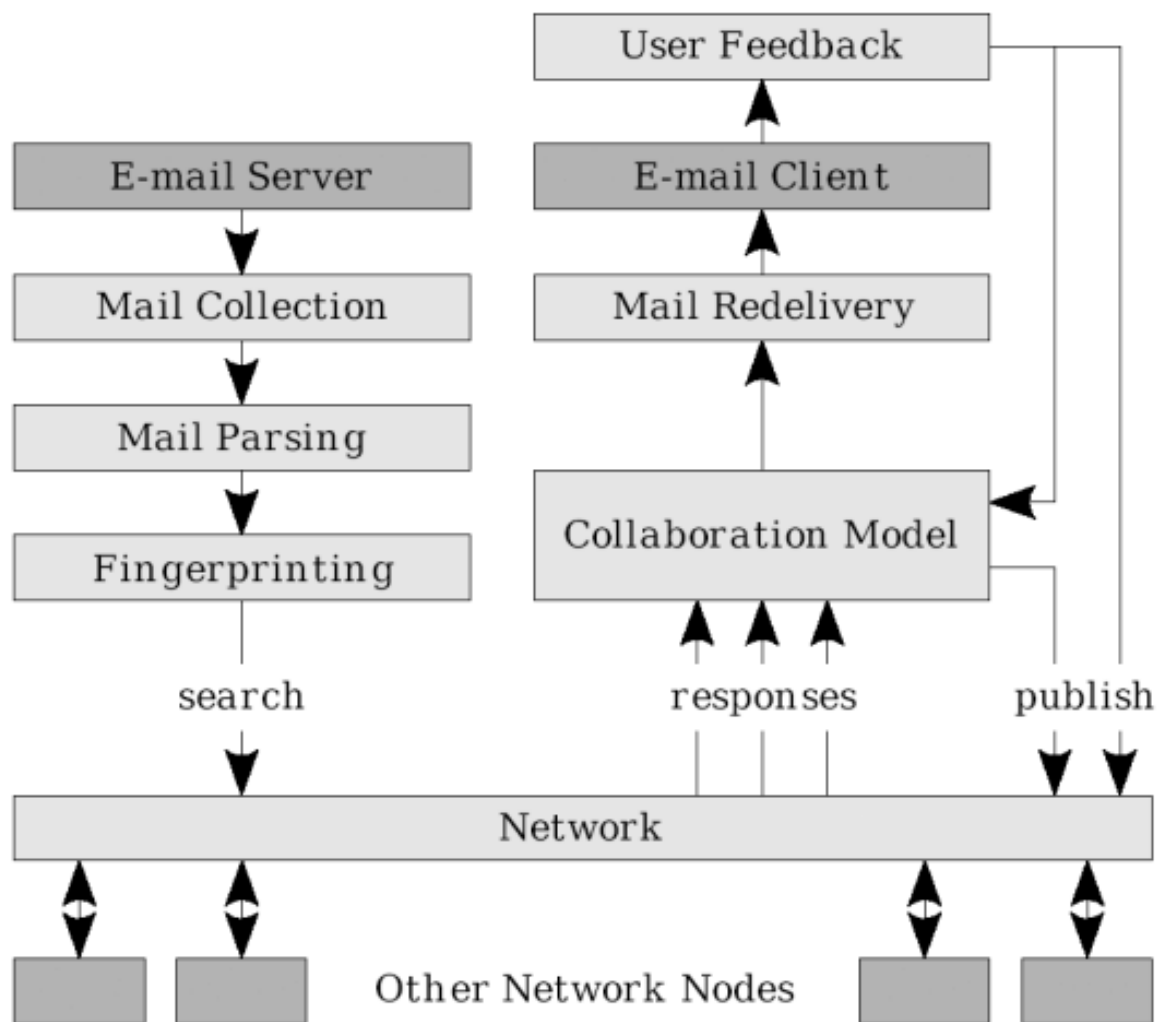 User Feedback
E-mail Server
E-mail Client
Mail Collection
Mail Redelivery
Mail Parsing
Collaboration Model
Fingerprinting
search
responses
publish
Network
Other Network Nodes